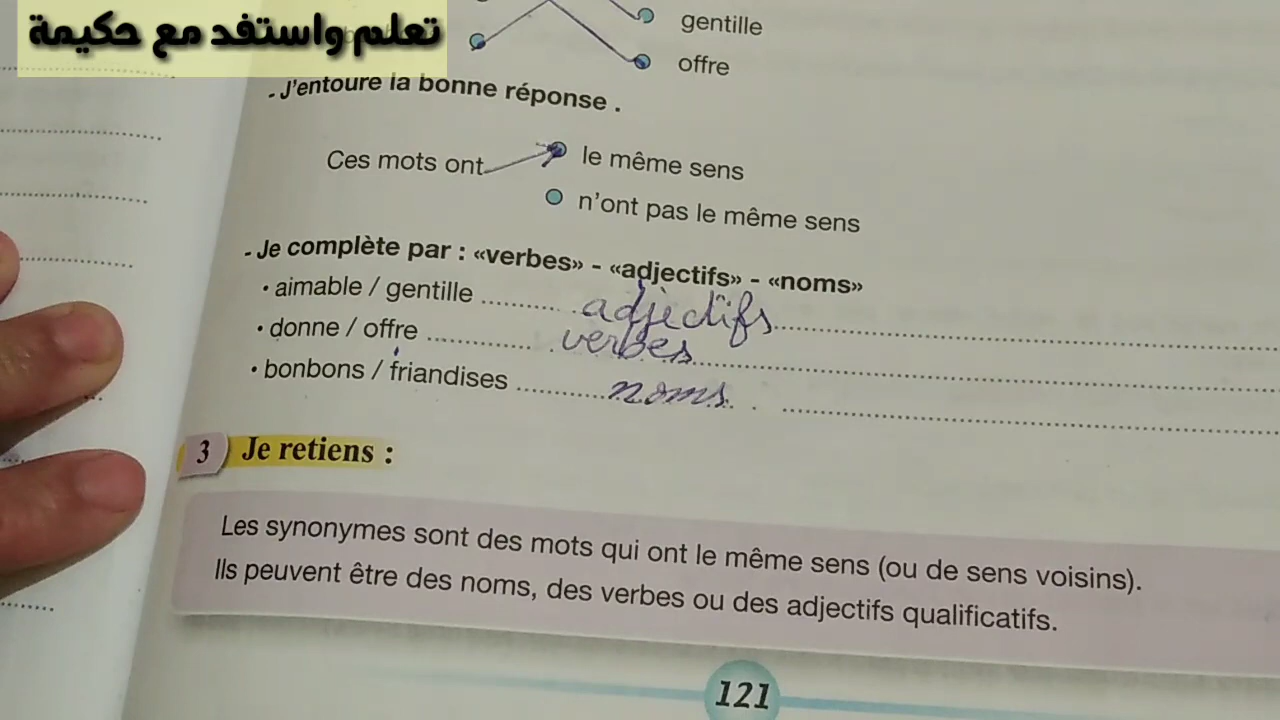 تعلم واستفد مع حكيمة
gentille
offre
- J'entoure la bonne réponse .
Ces mots ont
le même sens
n'ont pas le même sens
- Je complète par : «verbes» - «adjectifs» - «noms»
• aimable / gentille .......... adjectifs
• donne / offre .......... verbes
• bonbons / friandises .......... noms
3 Je retiens :
Les synonymes sont des mots qui ont le même sens (ou de sens voisins).
Ils peuvent être des noms, des verbes ou des adjectifs qualificatifs.
121